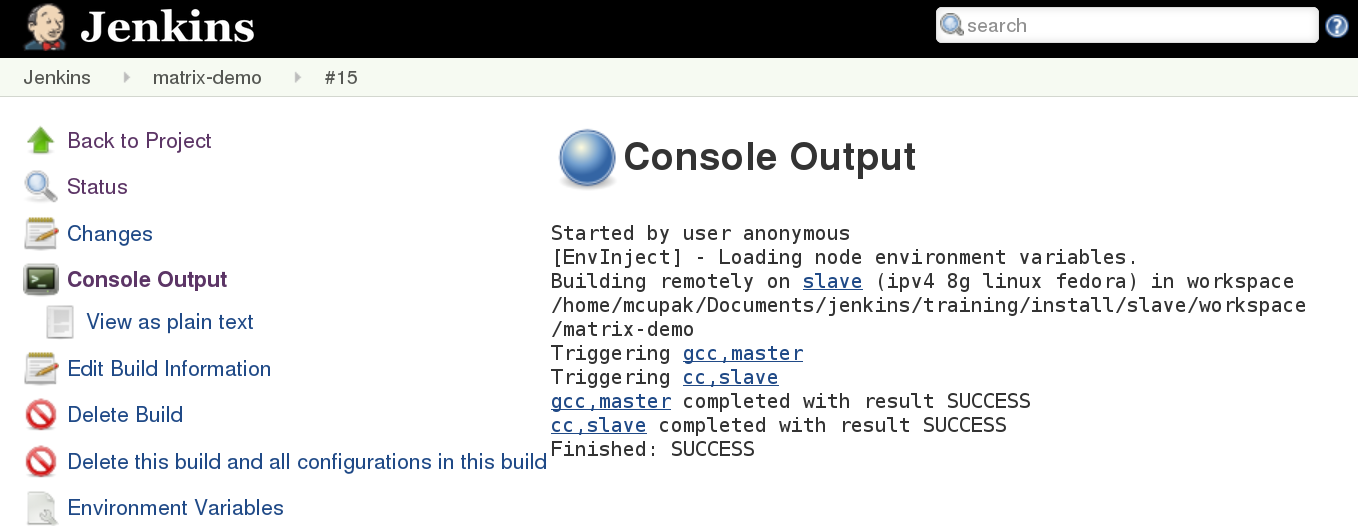 Jenkins
search
Jenkins
matrix-demo
#15
Back to Project
Status
Changes
Console Output
View as plain text
Edit Build Information
Delete Build
Delete this build and all configurations in this build
Environment Variables
Console Output
Started by user anonymous
[EnvInject] - Loading node environment variables.
Building remotely on slave (ipv4 8g linux fedora) in workspace
/home/mcupak/Documents/jenkins/training/install/slave/workspace
/matrix-demo
Triggering gcc,master
Triggering cc,slave
gcc,master completed with result SUCCESS
cc,slave completed with result SUCCESS
Finished: SUCCESS